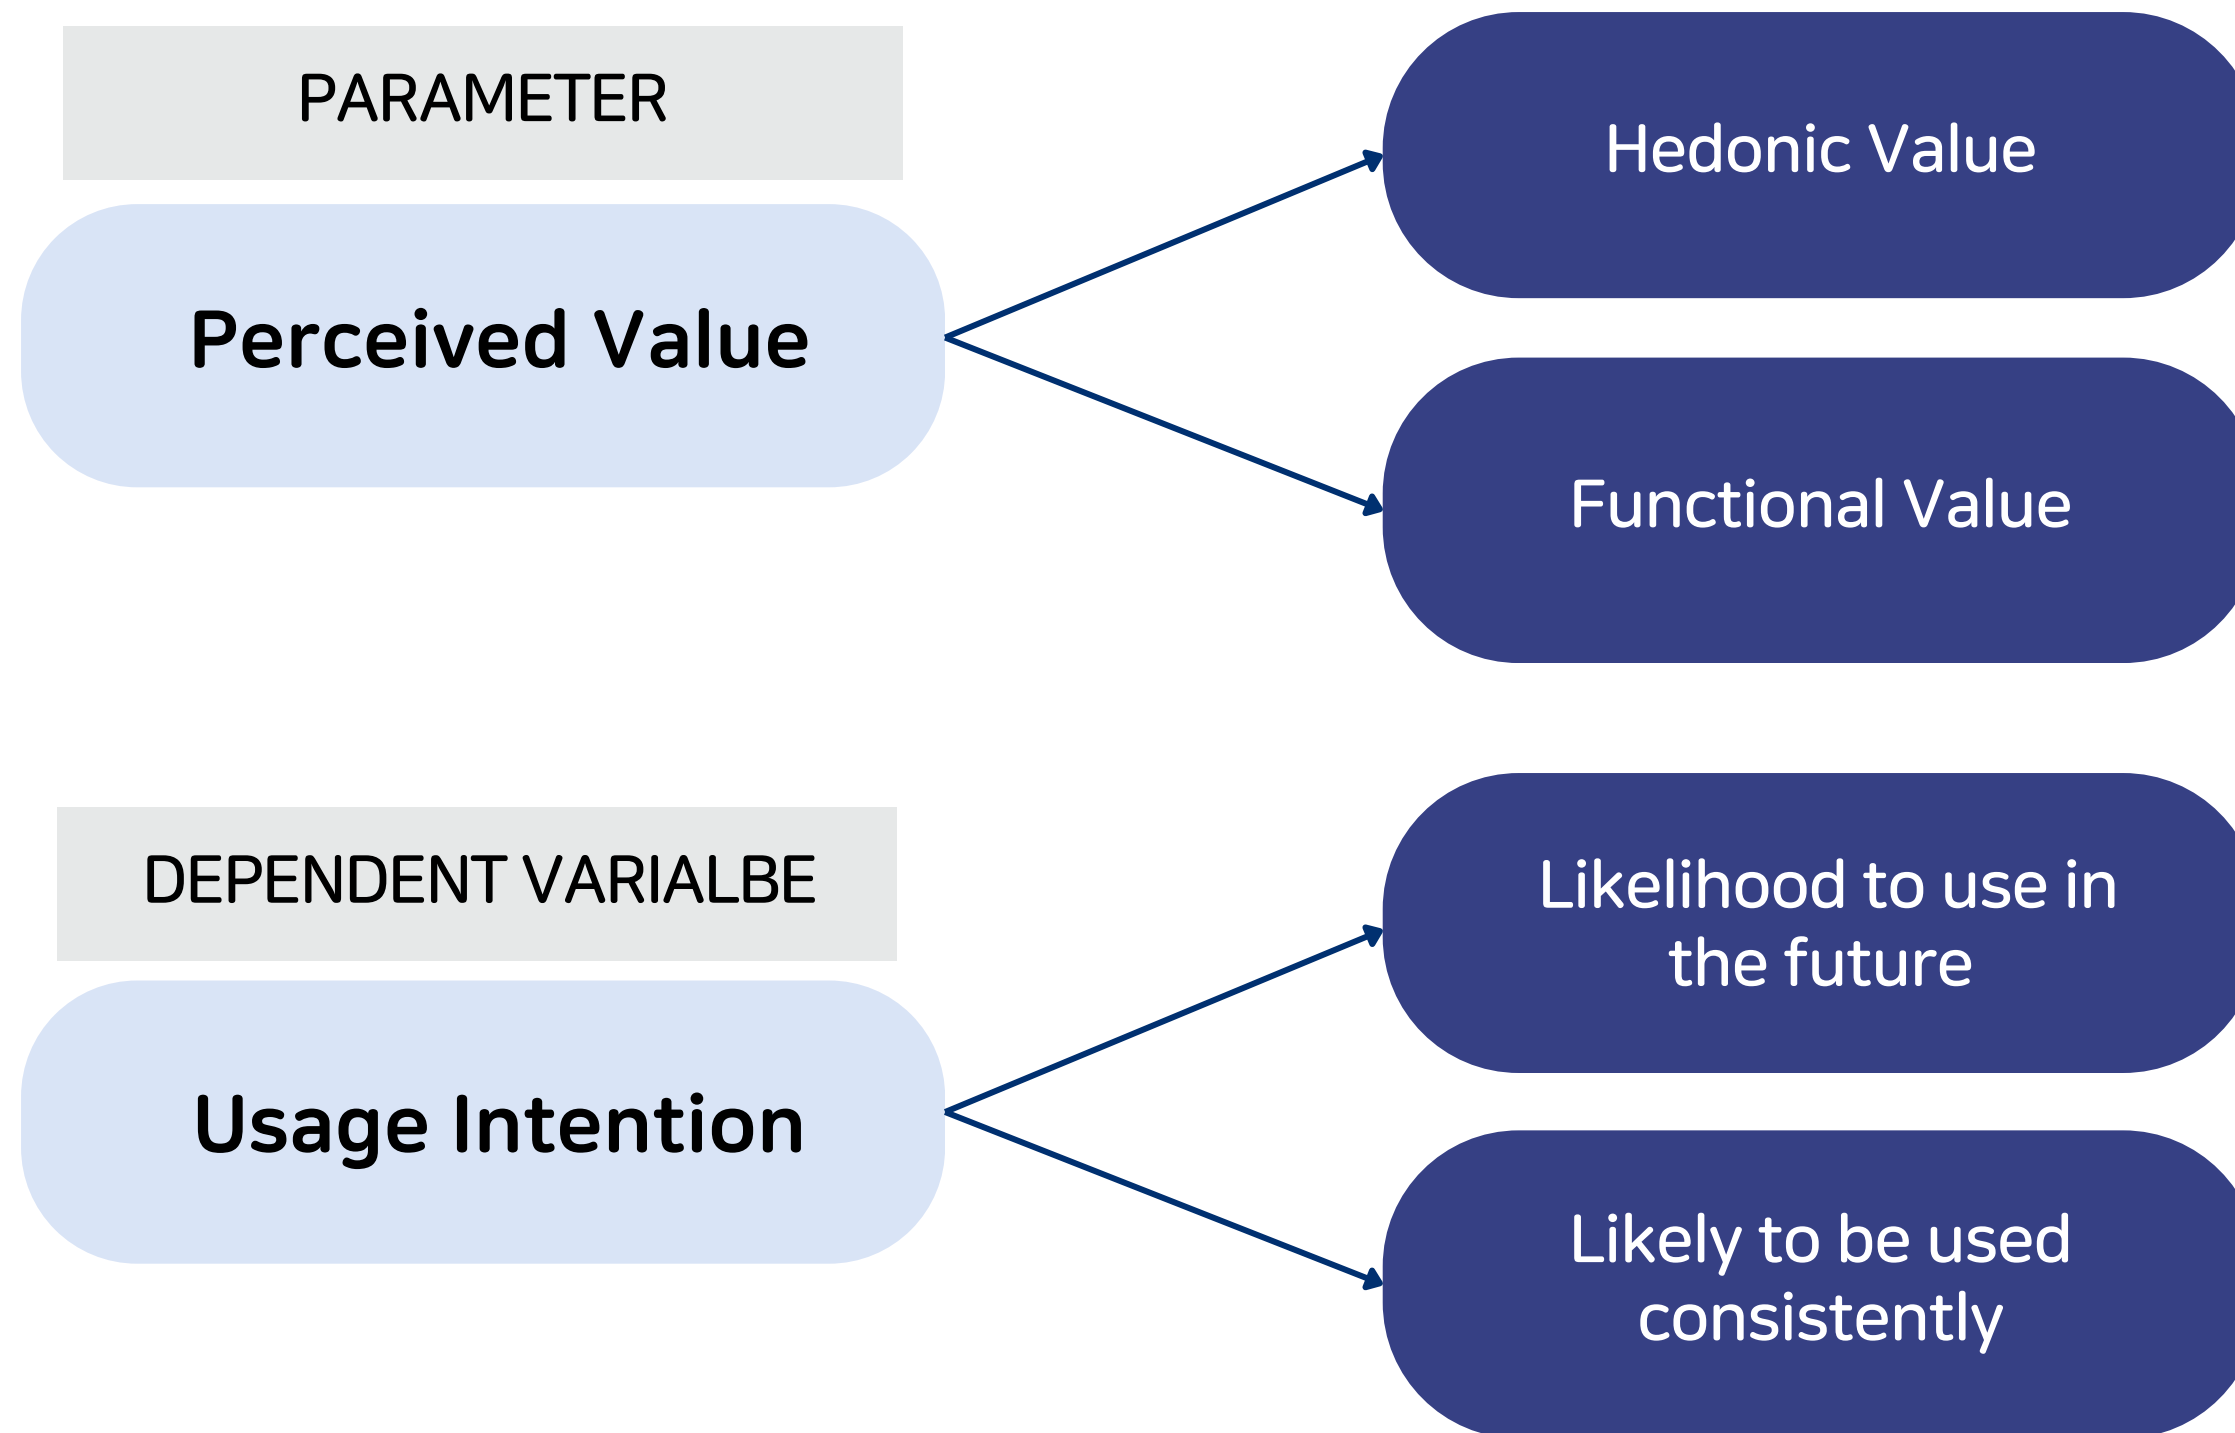 PARAMETER
Perceived Value
Hedonic Value
Functional Value
DEPENDENT VARIALBE
Usage Intention
Likelihood to use in
the future
Likely to be used
consistently